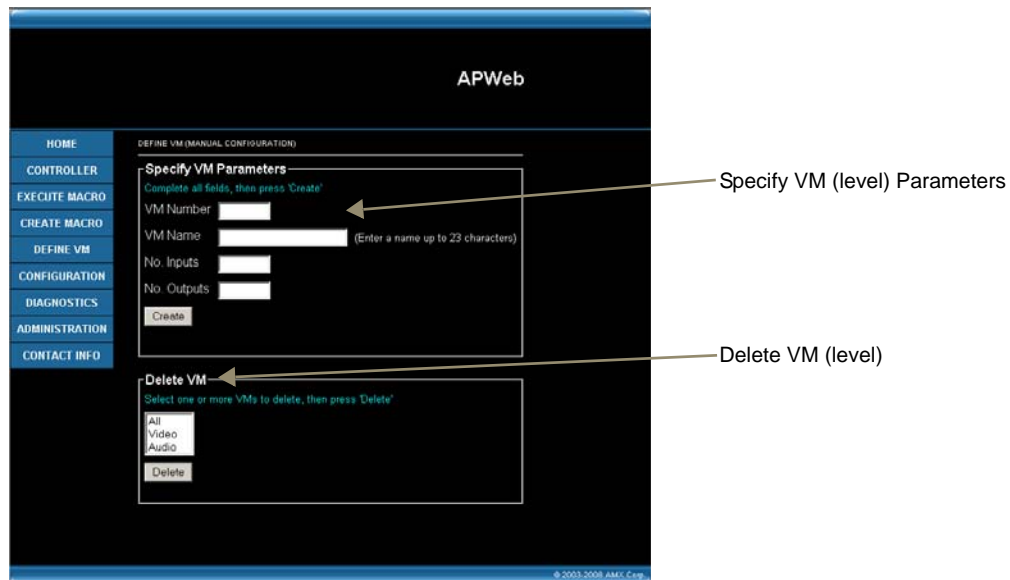 APWeb
HOME
CONTROLLER
EXECUTE MACRO
CREATE MACRO
DEFINE VM
CONFIGURATION
DIAGNOSTICS
ADMINISTRATION
CONTACT INFO
DEFINE VM (MANUAL CONFIGURATION)
Specify VM Parameters
Complete all fields, then press 'Create'
VM Number
VM Name (Enter a name up to 23 characters)
No. Inputs
No. Outputs
Create
Specify VM (level) Parameters
Delete VM
Select one or more VMs to delete, then press 'Delete'
All
Video
Audio
Delete
Delete VM (level)
© 2003-2008 AMX Corp.